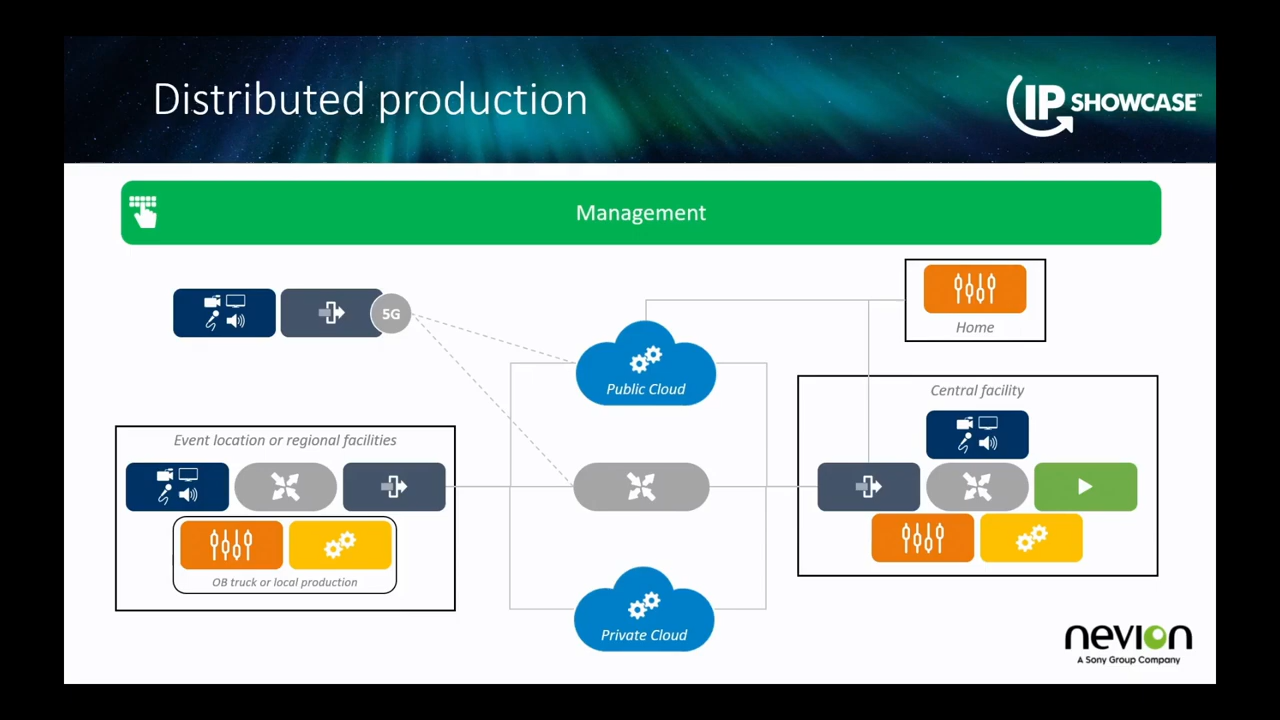 Distributed production
IP SHOWCASE™
Management
5G
Home
Public Cloud
Central facility
Event location or regional facilities
OB truck or local production
Private Cloud
nevion
A Sony Group Company